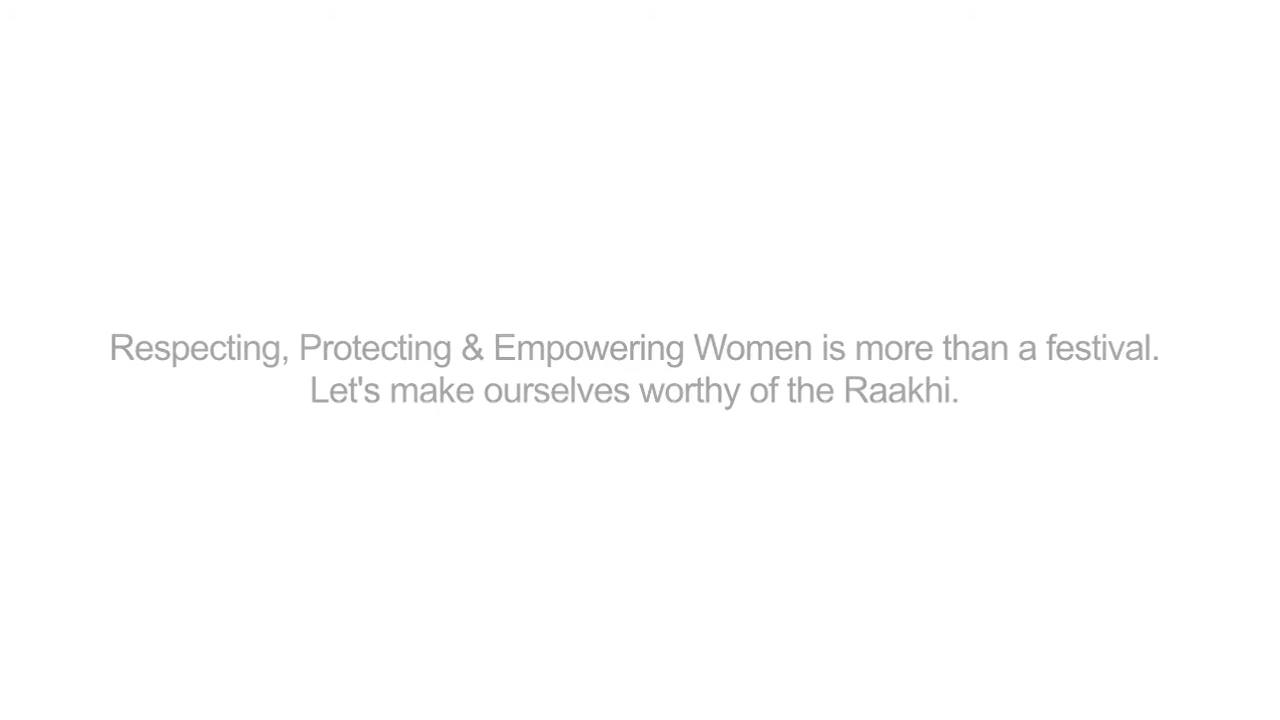 Respecting, Protecting & Empowering Women is more than a festival.
Let's make ourselves worthy of the Raakhi.